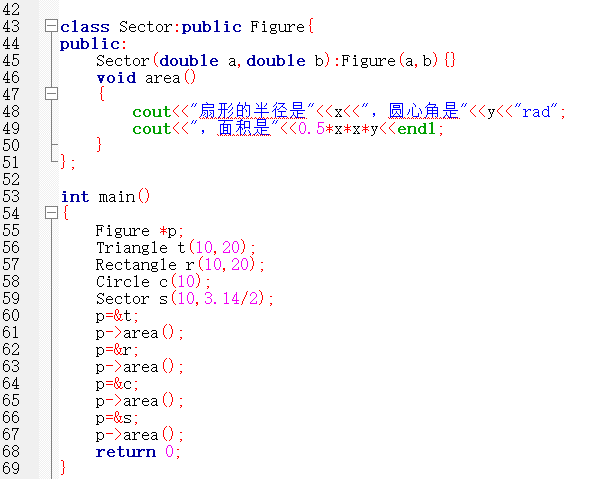 42
43 class Sector:public Figure{
44 public:
45     Sector(double a,double b):Figure(a,b){}
46     void area()
47     {
48         cout<<"扇形的半径是"<<x<<", 圆心角是"<<y<<"rad";
49         cout<<", 面积是"<<0.5*x*x*y<<endl;
50     }
51 };
52
53 int main()
54 {
55     Figure *p;
56     Triangle t(10,20);
57     Rectangle r(10,20);
58     Circle c(10);
59     Sector s(10,3.14/2);
60     p=&t;
61     p->area();
62     p=&r;
63     p->area();
64     p=&c;
65     p->area();
66     p=&s;
67     p->area();
68     return 0;
69 }